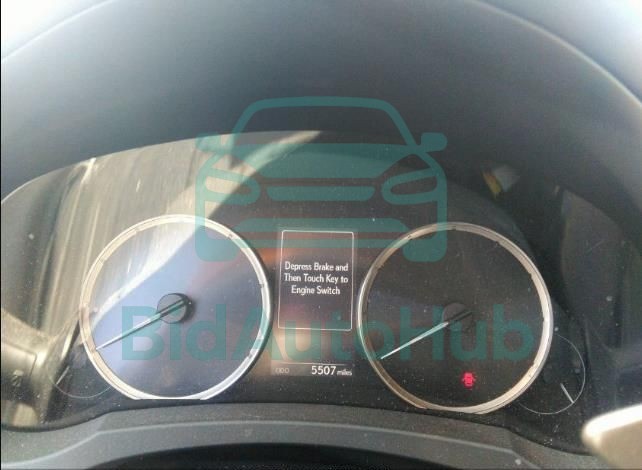 Depress Brake and
Then Touch Key to
Engine Switch
BidAutoHub
ODO 5507 miles